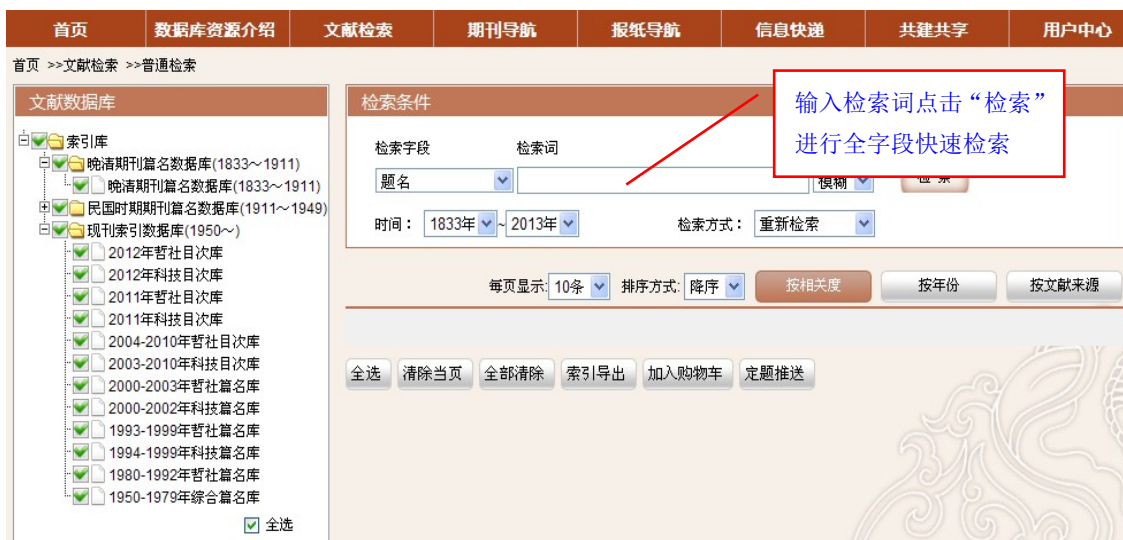 首页 数据库资源介绍 文献检索 期刊导航 报纸导航 信息快递 共建共享 用户中心
首页 >>文献检索 >>普通检索
文献数据库
索引库
晚清期刊篇名数据库(1833～1911)
晚清期刊篇名数据库(1833～1911)
民国时期期刊篇名数据库(1911～1949)
现刊索引数据库(1950～)
2012年哲社目次库
2012年科技目次库
2011年哲社目次库
2011年科技目次库
2004-2010年哲社目次库
2003-2010年科技目次库
2000-2003年哲社篇名库
2000-2002年科技篇名库
1993-1999年哲社篇名库
1994-1999年科技篇名库
1980-1992年哲社篇名库
1950-1979年综合篇名库
全选
检索条件
输入检索词点击“检索”
进行全字段快速检索
检索字段 检索词
题名 模糊 检 索
时间： 1833年 ~ 2013年 检索方式： 重新检索
每页显示: 10条 排序方式: 降序 按相关度 按年份 按文献来源
全选 清除当页 全部清除 索引导出 加入购物车 定题推送